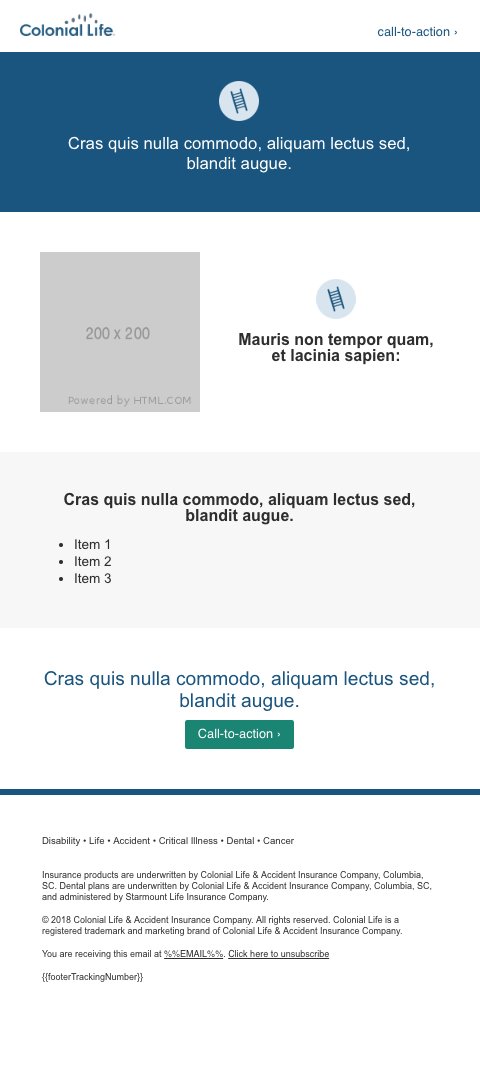 Colonial Life.
call-to-action ›
Cras quis nulla commodo, aliquam lectus sed,
blandit augue.
200 x 200
Powered by HTML.COM
Mauris non tempor quam,
et lacinia sapien:
Cras quis nulla commodo, aliquam lectus sed,
blandit augue.
• Item 1
• Item 2
• Item 3
Cras quis nulla commodo, aliquam lectus sed,
blandit augue.
Call-to-action ›
Disability • Life • Accident • Critical Illness • Dental • Cancer
Insurance products are underwritten by Colonial Life & Accident Insurance Company, Columbia,
SC. Dental plans are underwritten by Colonial Life & Accident Insurance Company, Columbia, SC,
and administered by Starmount Life Insurance Company.
© 2018 Colonial Life & Accident Insurance Company. All rights reserved. Colonial Life is a
registered trademark and marketing brand of Colonial Life & Accident Insurance Company.
You are receiving this email at %%EMAIL%%. Click here to unsubscribe
{{footerTrackingNumber}}